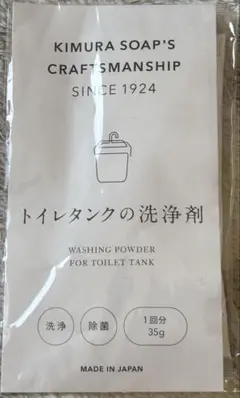 KIMURA SOAP'S
CRAFTSMANSHIP
SINCE 1924
トイレタンクの洗浄剤
WASHING POWDER
FOR TOILET TANK
洗浄
除菌
1回分
35g
MADE IN JAPAN